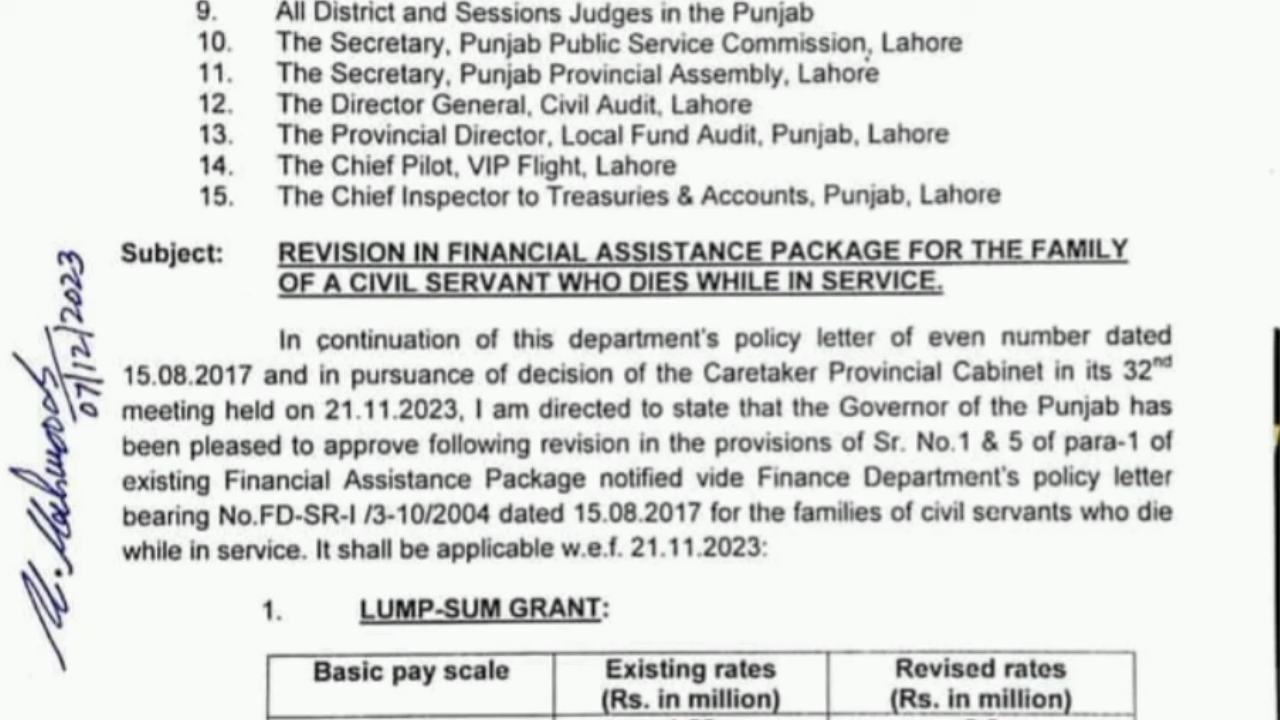 9. All District and Sessions Judges in the Punjab
10. The Secretary, Punjab Public Service Commission, Lahore
11. The Secretary, Punjab Provincial Assembly, Lahore
12. The Director General, Civil Audit, Lahore
13. The Provincial Director, Local Fund Audit, Punjab, Lahore
14. The Chief Pilot, VIP Flight, Lahore
15. The Chief Inspector to Treasuries & Accounts, Punjab, Lahore
Subject: REVISION IN FINANCIAL ASSISTANCE PACKAGE FOR THE FAMILY
OF A CIVIL SERVANT WHO DIES WHILE IN SERVICE.
In continuation of this department's policy letter of even number dated
15.08.2017 and in pursuance of decision of the Caretaker Provincial Cabinet in its 32nd
meeting held on 21.11.2023, I am directed to state that the Governor of the Punjab has
been pleased to approve following revision in the provisions of Sr. No.1 & 5 of para-1 of
existing Financial Assistance Package notified vide Finance Department's policy letter
bearing No.FD-SR-I /3-10/2004 dated 15.08.2017 for the families of civil servants who die
while in service. It shall be applicable w.e.f. 21.11.2023:
1. LUMP-SUM GRANT:
Basic pay scale Existing rates Revised rates
(Rs. in million) (Rs. in million)
07/12/2023